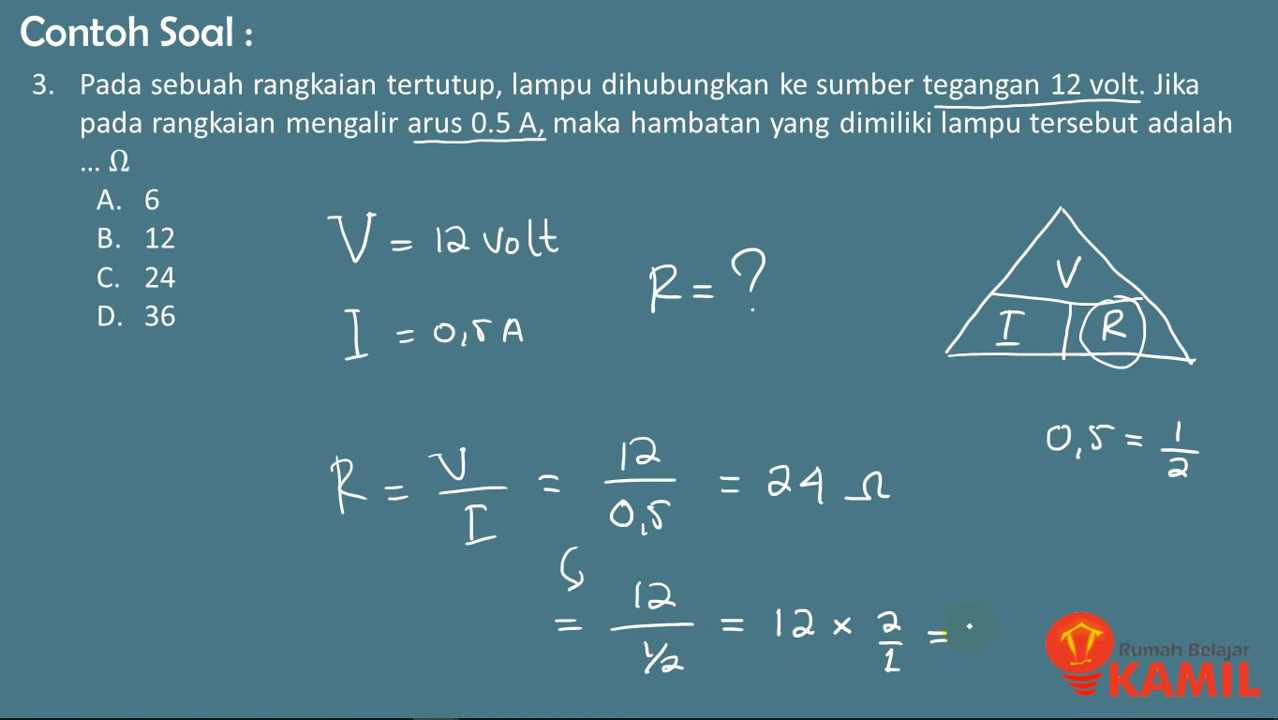 Contoh Soal :
3. Pada sebuah rangkaian tertutup, lampu dihubungkan ke sumber tegangan 12 volt. Jika
pada rangkaian mengalir arus 0.5 A, maka hambatan yang dimiliki lampu tersebut adalah
... Ω
A. 6
B. 12
C. 24
D. 36
V = 12 volt
I = 0,5 A
R = ?
V
I R
0,5 = 1/2
R = V/I = 12/0,5 = 24 Ω
= 12/½ = 12 × 2/1 =
Rumah Belajar
KAMIL